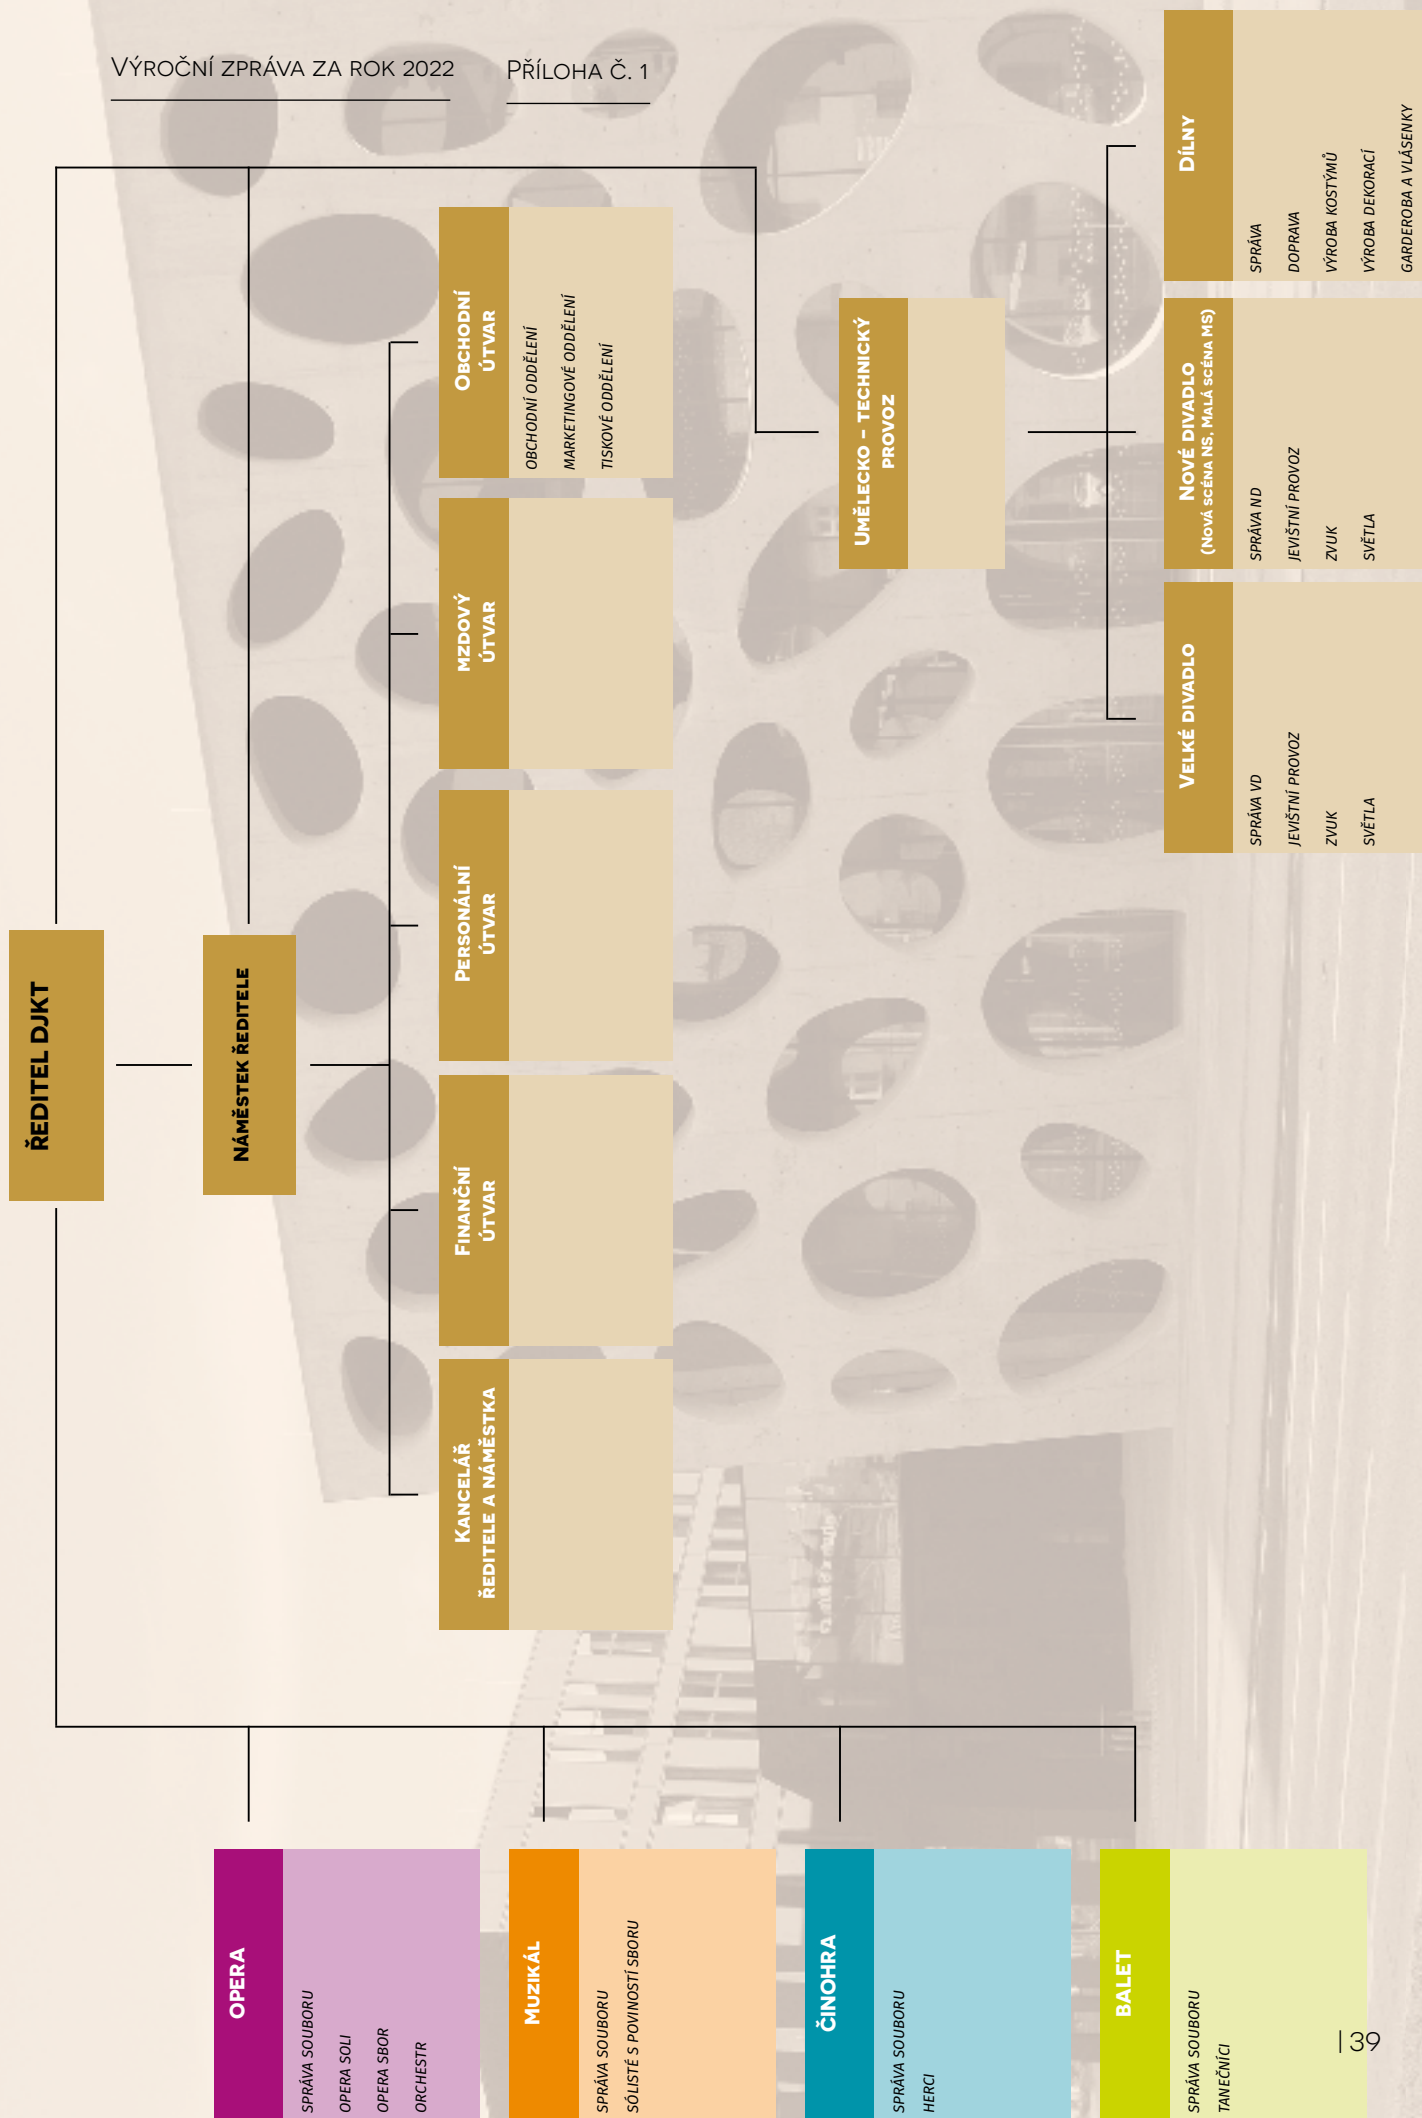 Výroční zpráva za rok 2022
Příloha č. 1
ŘEDITEL DJKT
Náměstek ředitele
Kancelář
ředitele a náměstka
Finanční
útvar
Personální
útvar
mzdový
útvar
Obchodní
útvar
obchodní oddělení
marketingové oddělení
tiskové oddělení
Umělecko – technický
provoz
Velké divadlo
správa VD
jevištní provoz
zvuk
světla
Nové divadlo
(Nová scéna NS, Malá scéna MS)
správa ND
jevištní provoz
zvuk
světla
Dílny
správa
doprava
výroba kostýmů
výroba dekorací
garderoba a vlásenky
OPERA
správa souboru
opera soli
opera sbor
orchestr
Muzikál
správa souboru
sólisté s povinností sboru
Činohra
správa souboru
herci
BALET
správa souboru
tanečníci
| 39